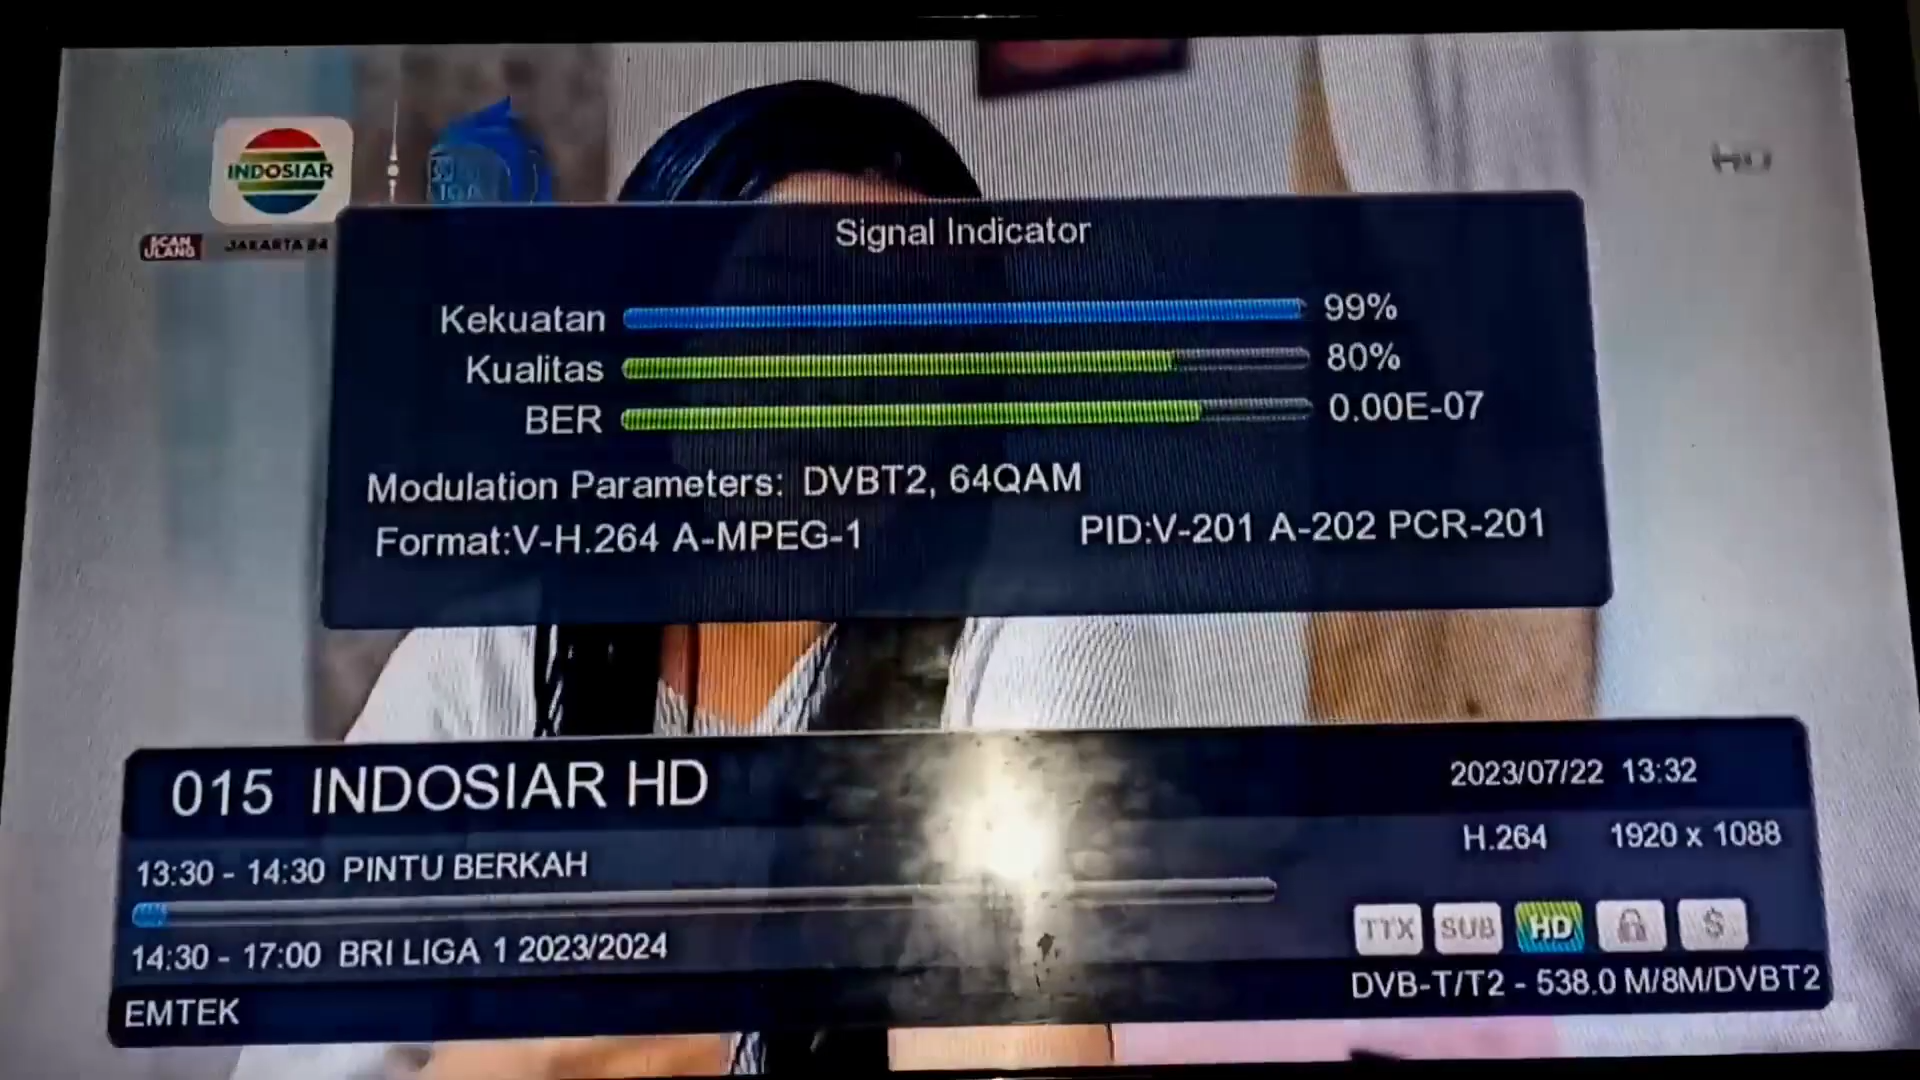 INDOSIAR
HD
SCAN ULANG
JAKARTA 24
Signal Indicator
Kekuatan 99%
Kualitas 80%
BER 0.00E-07
Modulation Parameters: DVBT2, 64QAM
Format:V-H.264 A-MPEG-1 PID:V-201 A-202 PCR-201
015 INDOSIAR HD 2023/07/22 13:32
H.264 1920 x 1088
13:30 - 14:30 PINTU BERKAH
TTX SUB HD $
14:30 - 17:00 BRI LIGA 1 2023/2024
DVB-T/T2 - 538.0 M/8M/DVBT2
EMTEK